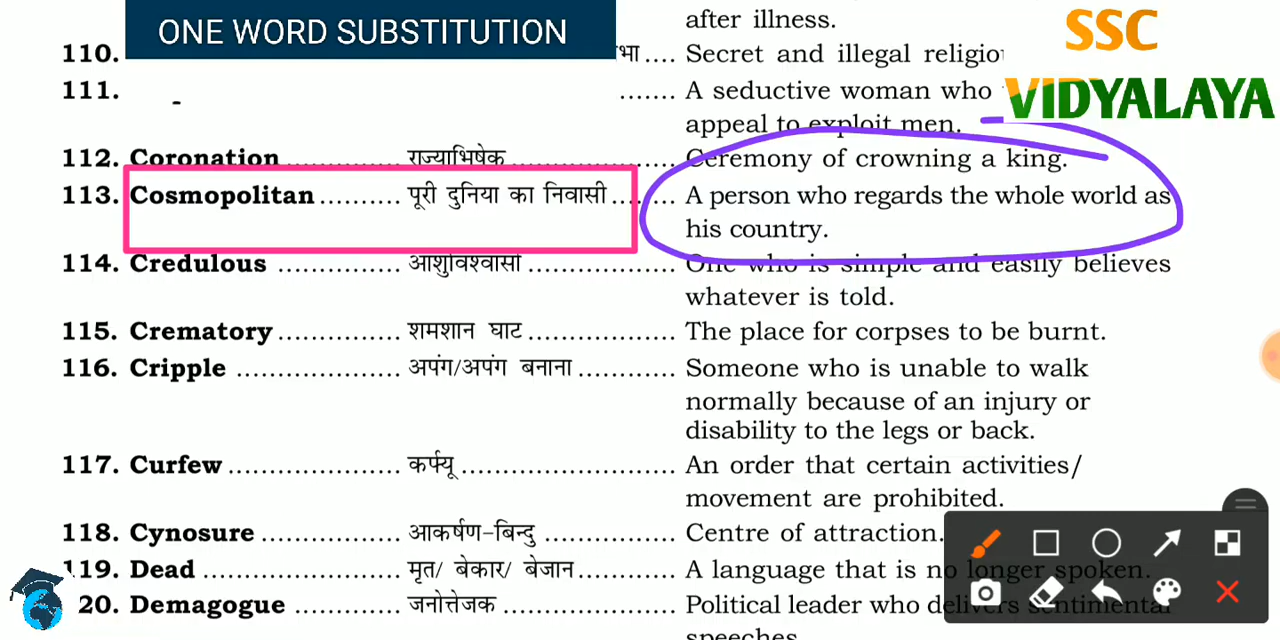 after illness.
ONE WORD SUBSTITUTION
SSC
VIDYALAYA
110. भा .... Secret and illegal religio
111. ....... A seductive woman who
appeal to exploit men.
112. Coronation .................. राज्याभिषेक ........................ Ceremony of crowning a king.
113. Cosmopolitan .......... पूरी दुनिया का निवासी ........ A person who regards the whole world as
his country.
114. Credulous ............... आशुविश्वासी ...................... One who is simple and easily believes
whatever is told.
115. Crematory ............... शमशान घाट ...................... The place for corpses to be burnt.
116. Cripple .................... अपंग/अपंग बनाना ............ Someone who is unable to walk
normally because of an injury or
disability to the legs or back.
117. Curfew ..................... कर्फ्यू ............................... An order that certain activities/
movement are prohibited.
118. Cynosure ................. आकर्षण-बिन्दु .................... Centre of attraction.
119. Dead ........................ मृत/ बेकार/ बेजान ............. A language that is no longer spoken.
20. Demagogue ............. जनोत्तेजक ......................... Political leader who delivers sentimental
speeches.